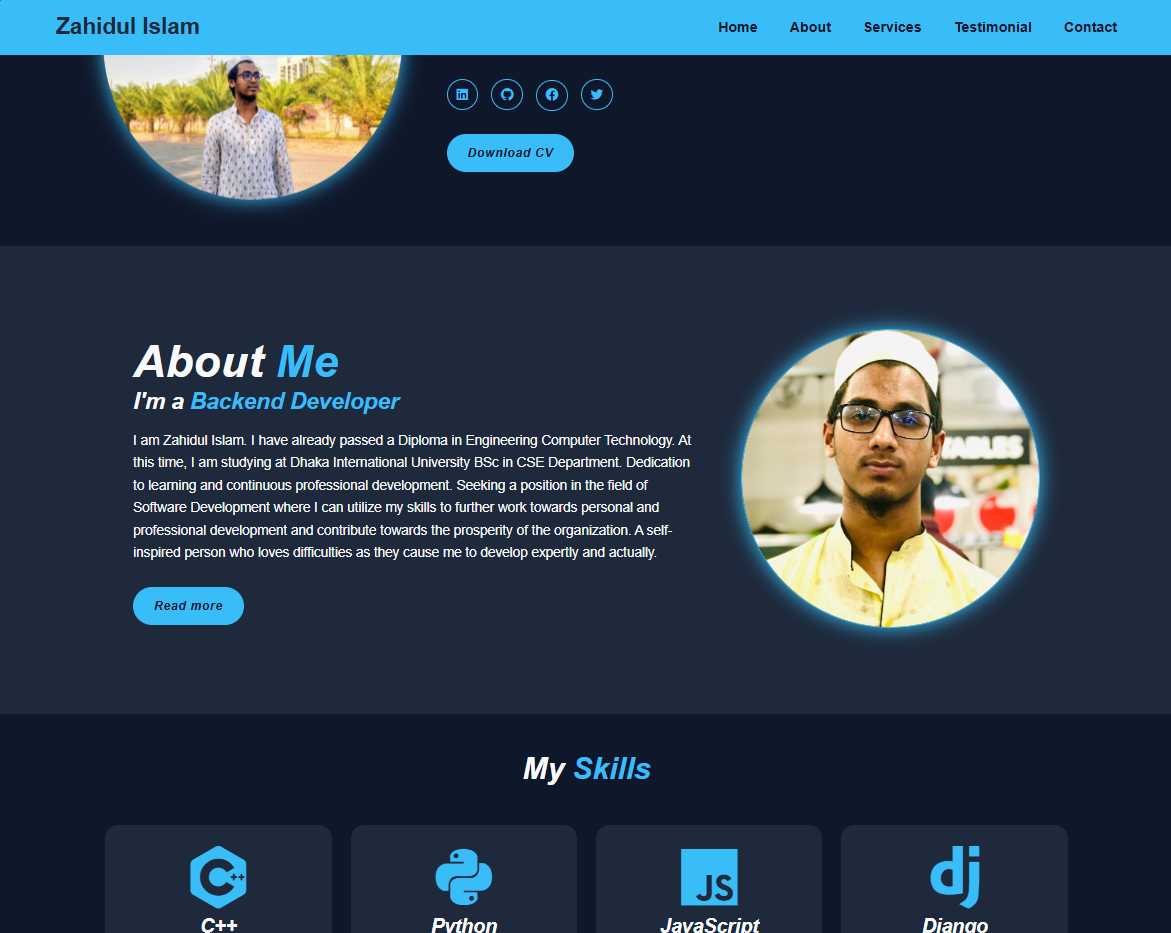 Zahidul Islam
Home About Services Testimonial Contact
Download CV
About Me
I'm a Backend Developer
I am Zahidul Islam. I have already passed a Diploma in Engineering Computer Technology. At
this time, I am studying at Dhaka International University BSc in CSE Department. Dedication
to learning and continuous professional development. Seeking a position in the field of
Software Development where I can utilize my skills to further work towards personal and
professional development and contribute towards the prosperity of the organization. A self-
inspired person who loves difficulties as they cause me to develop expertly and actually.
Read more
My Skills
C++
JS
dj
C++ Python JavaScript Django